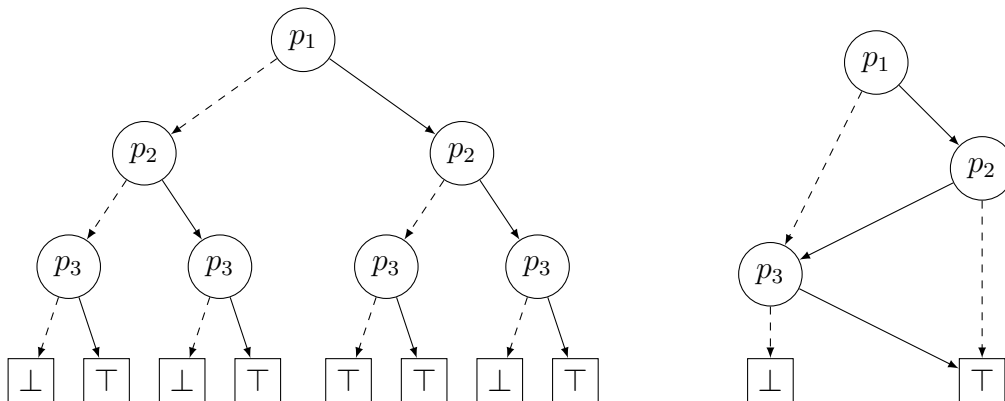 p₁
p₁
p₂ p₂
p₂
p₃ p₃ p₃ p₃
p₃
⊥ ⊤ ⊥ ⊤ ⊤ ⊤ ⊥ ⊤
⊥ ⊤